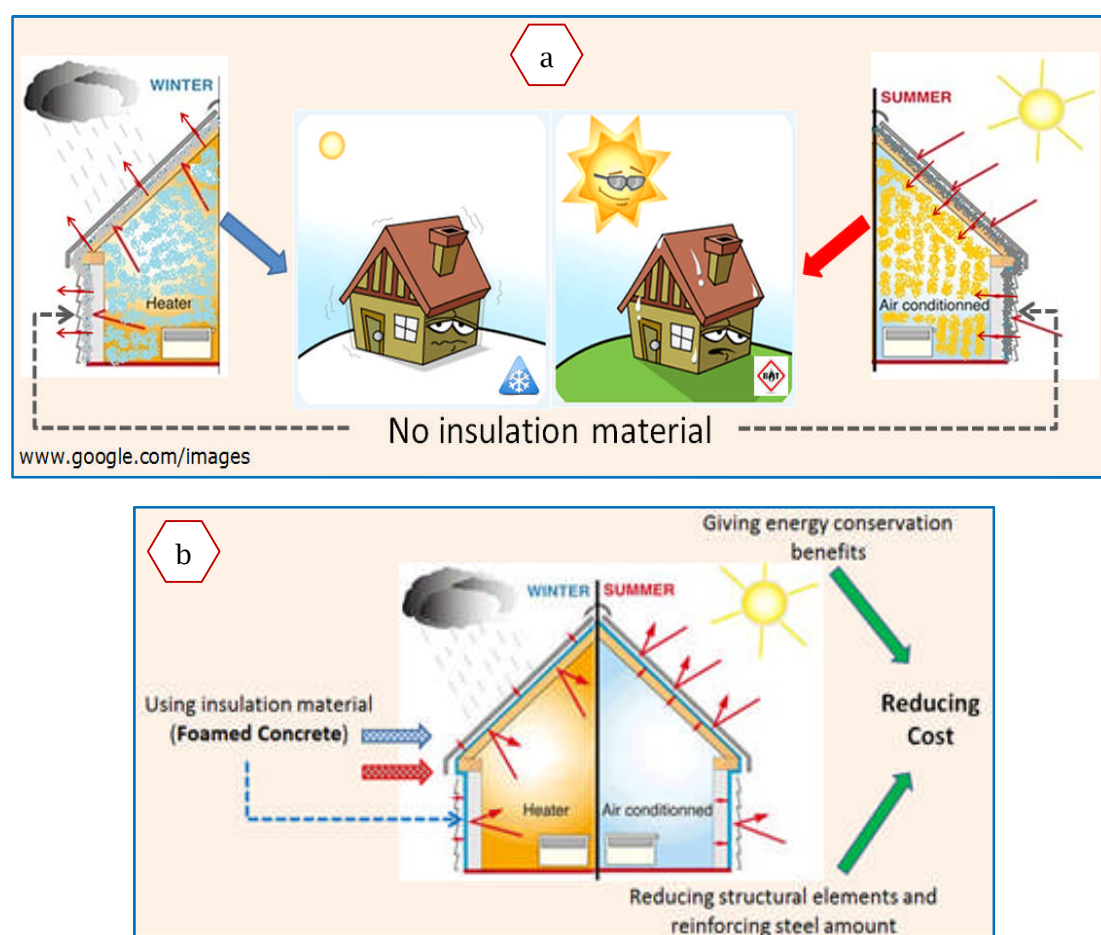 a
WINTER
SUMMER
Heater
Air conditionned
HOT
No insulation material
www.google.com/images
b
Giving energy conservation
benefits
WINTER SUMMER
Using insulation material
(Foamed Concrete)
Reducing
Cost
Heater
Air conditionned
Reducing structural elements and
reinforcing steel amount